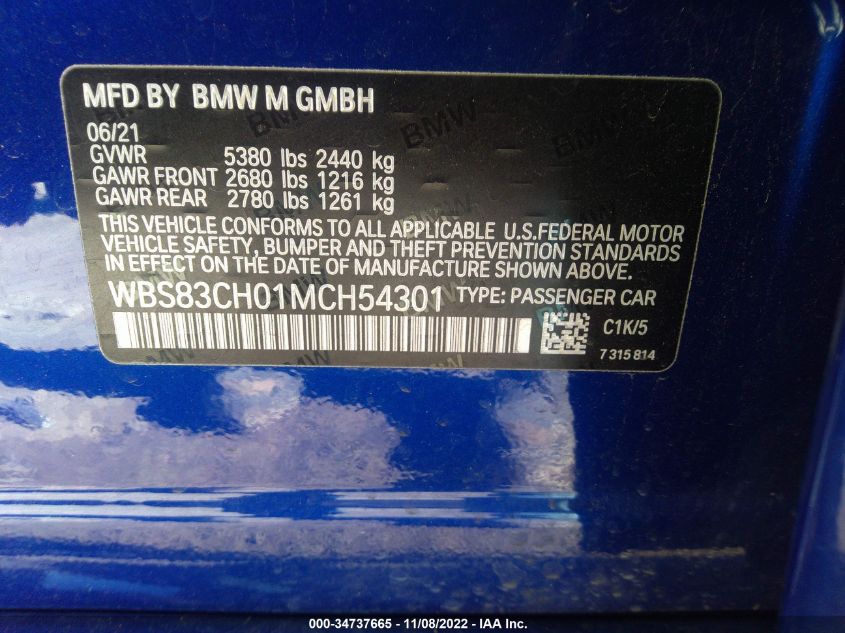 MFD BY BMW M GMBH
06/21
GVWR 5380 lbs 2440 kg
GAWR FRONT 2680 lbs 1216 kg
GAWR REAR 2780 lbs 1261 kg
THIS VEHICLE CONFORMS TO ALL APPLICABLE U.S.FEDERAL MOTOR
VEHICLE SAFETY, BUMPER AND THEFT PREVENTION STANDARDS
IN EFFECT ON THE DATE OF MANUFACTURE SHOWN ABOVE.
WBS83CH01MCH54301 TYPE: PASSENGER CAR
C1K/5
7 315 814
000-34737665 - 11/08/2022 - IAA Inc.